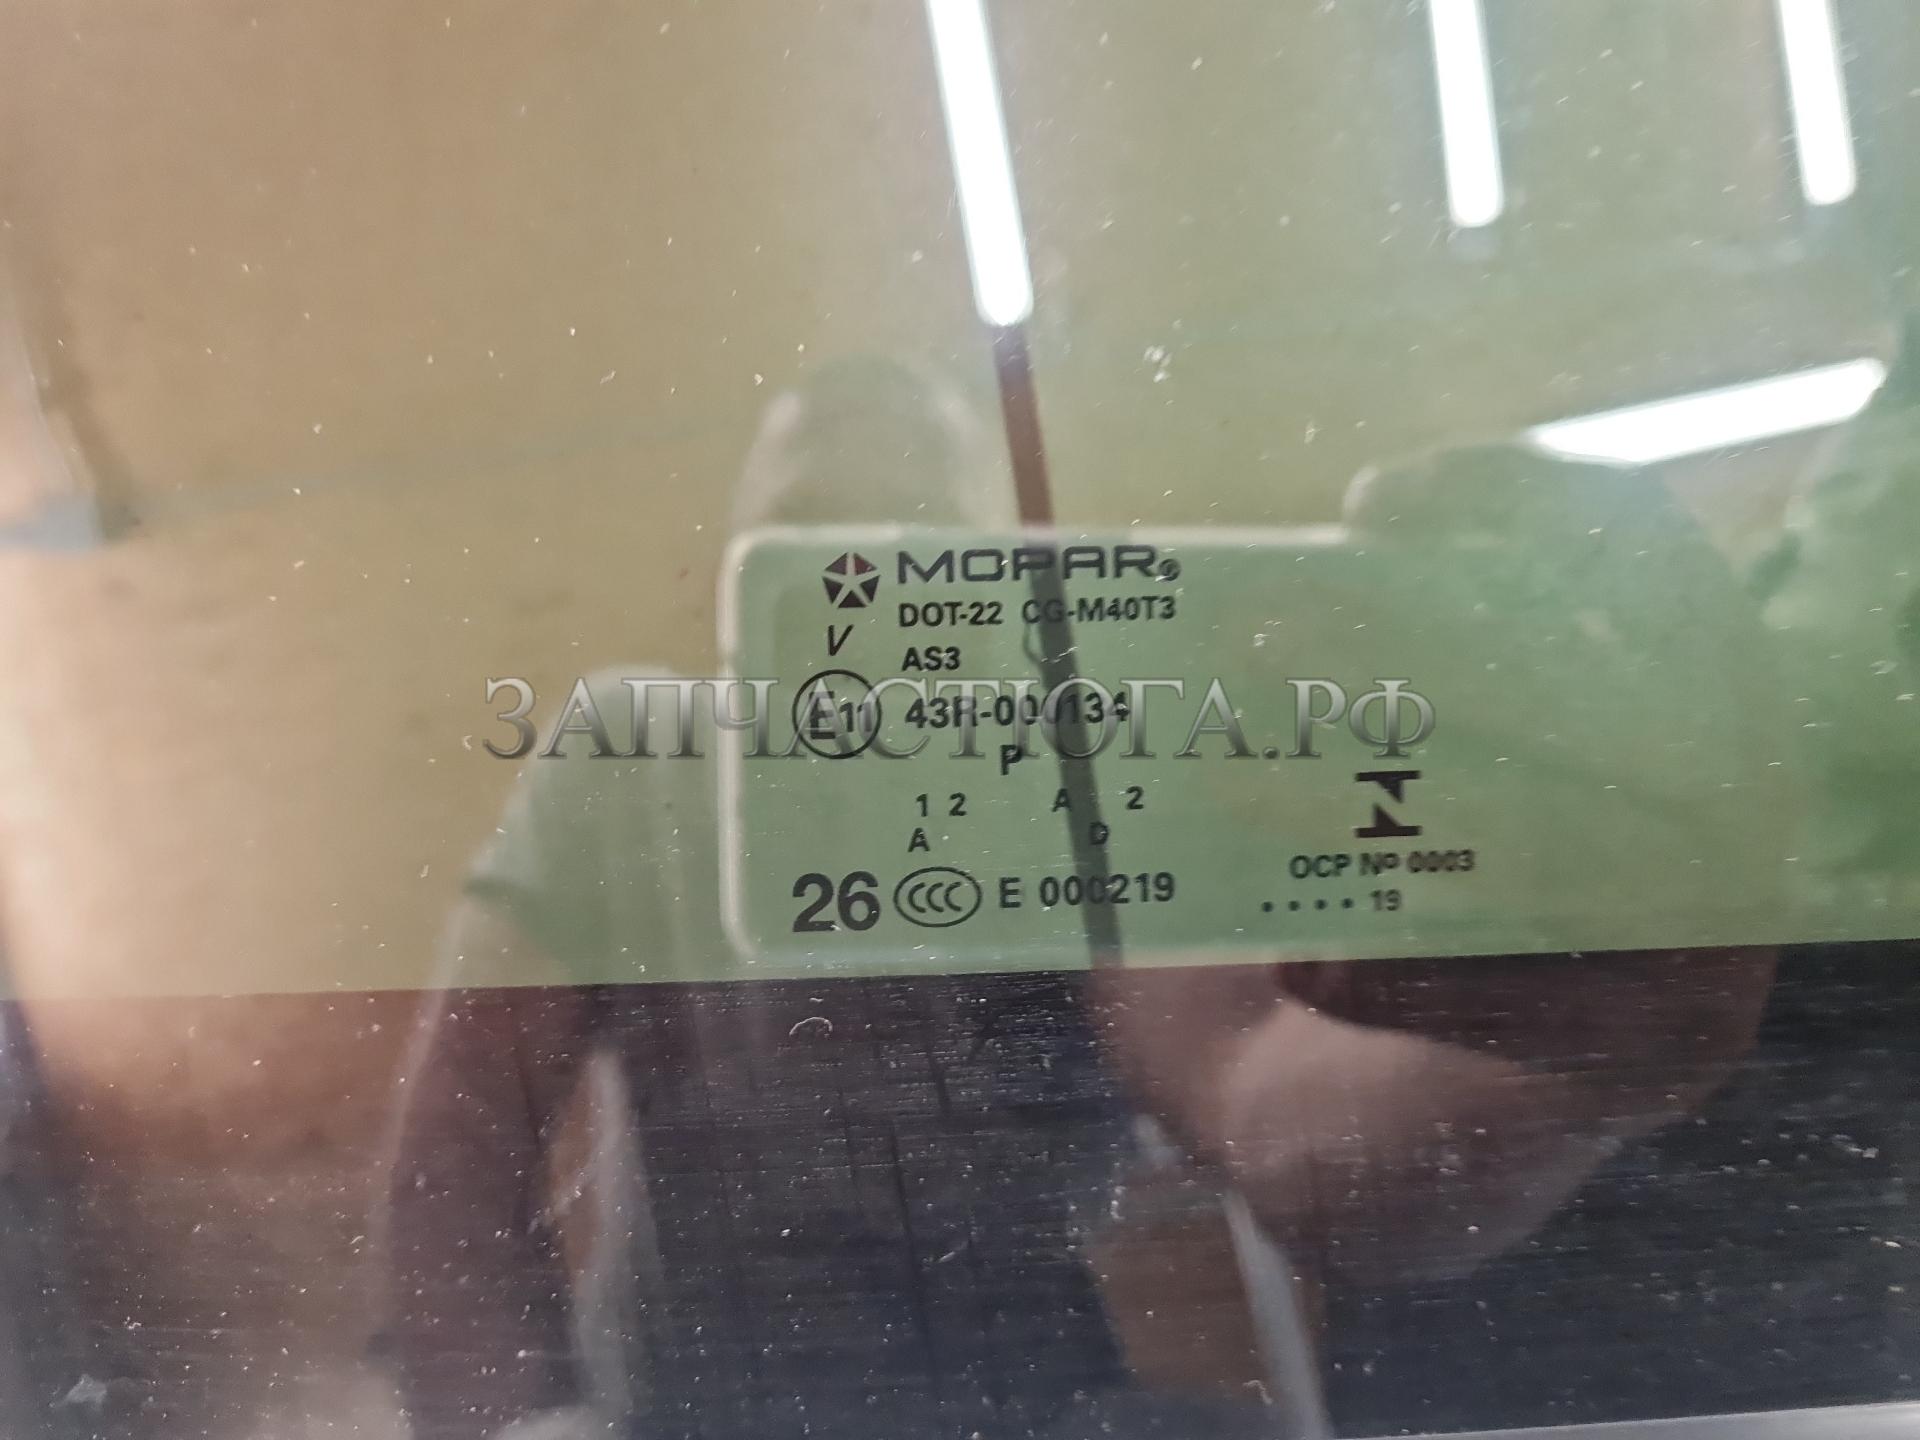 MOPAR®
DOT-22 CG-M40T3
V
AS3
E11 43R-000134
P
ЗАПЧАСТЮГА.РФ
1 2 A 2
A D
26 CCC E 000219
OCP Nº 0003
•••• 19